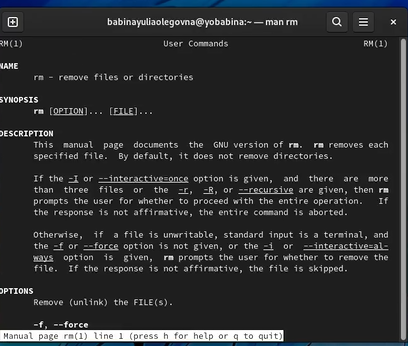 babinayuliaolegovna@yobabina:~ — man rm
RM(1) User Commands RM(1)
NAME
rm - remove files or directories
SYNOPSIS
rm [OPTION]... [FILE]...
DESCRIPTION
This manual page documents the GNU version of rm. rm removes each
specified file. By default, it does not remove directories.
If the -I or --interactive=once option is given, and there are more
than three files or the -r, -R, or --recursive are given, then rm
prompts the user for whether to proceed with the entire operation. If
the response is not affirmative, the entire command is aborted.
Otherwise, if a file is unwritable, standard input is a terminal, and
the -f or --force option is not given, or the -i or --interactive=al‐
ways option is given, rm prompts the user for whether to remove the
file. If the response is not affirmative, the file is skipped.
OPTIONS
Remove (unlink) the FILE(s).
-f, --force
Manual page rm(1) line 1 (press h for help or q to quit)